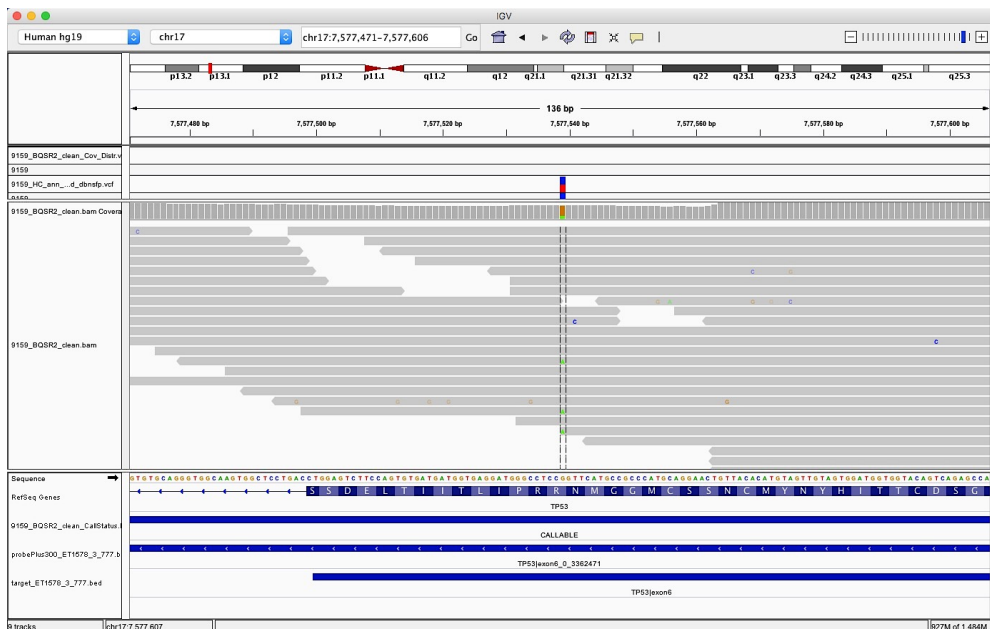 IGV
Human hg19 chr17 chr17:7,577,471-7,577,606 Go
p13.2 p13.1 p12 p11.2 p11.1 q11.2 q12 q21.1 q21.31 q21.32 q22 q23.1 q23.3 q24.2 q24.3 q25.1 q25.3
136 bp
7,577,480 bp 7,577,500 bp 7,577,520 bp 7,577,540 bp 7,577,560 bp 7,577,580 bp 7,577,600 bp
9159_BQSR2_clean_Cov_Distr.v
9159
9159_HC_ann_...d_dbnsfp.vcf
9159
9159_BQSR2_clean.bam Covera
C
C
C
C
9159_BQSR2_clean.bam
G G
Sequence
RefSeq Genes
S S D E L T I I T L I P R R N M G G M C S S N C M Y N Y H I T T C D S G
TP53
9159_BQSR2_clean_CallStatus.l
CALLABLE
probePlus300_ET1578_3_777.b
TP53|exon6_0_3362471
target_ET1578_3_777.bed
TP53|exon6
9 tracks chr17:7,577,607 927M of 1,484M